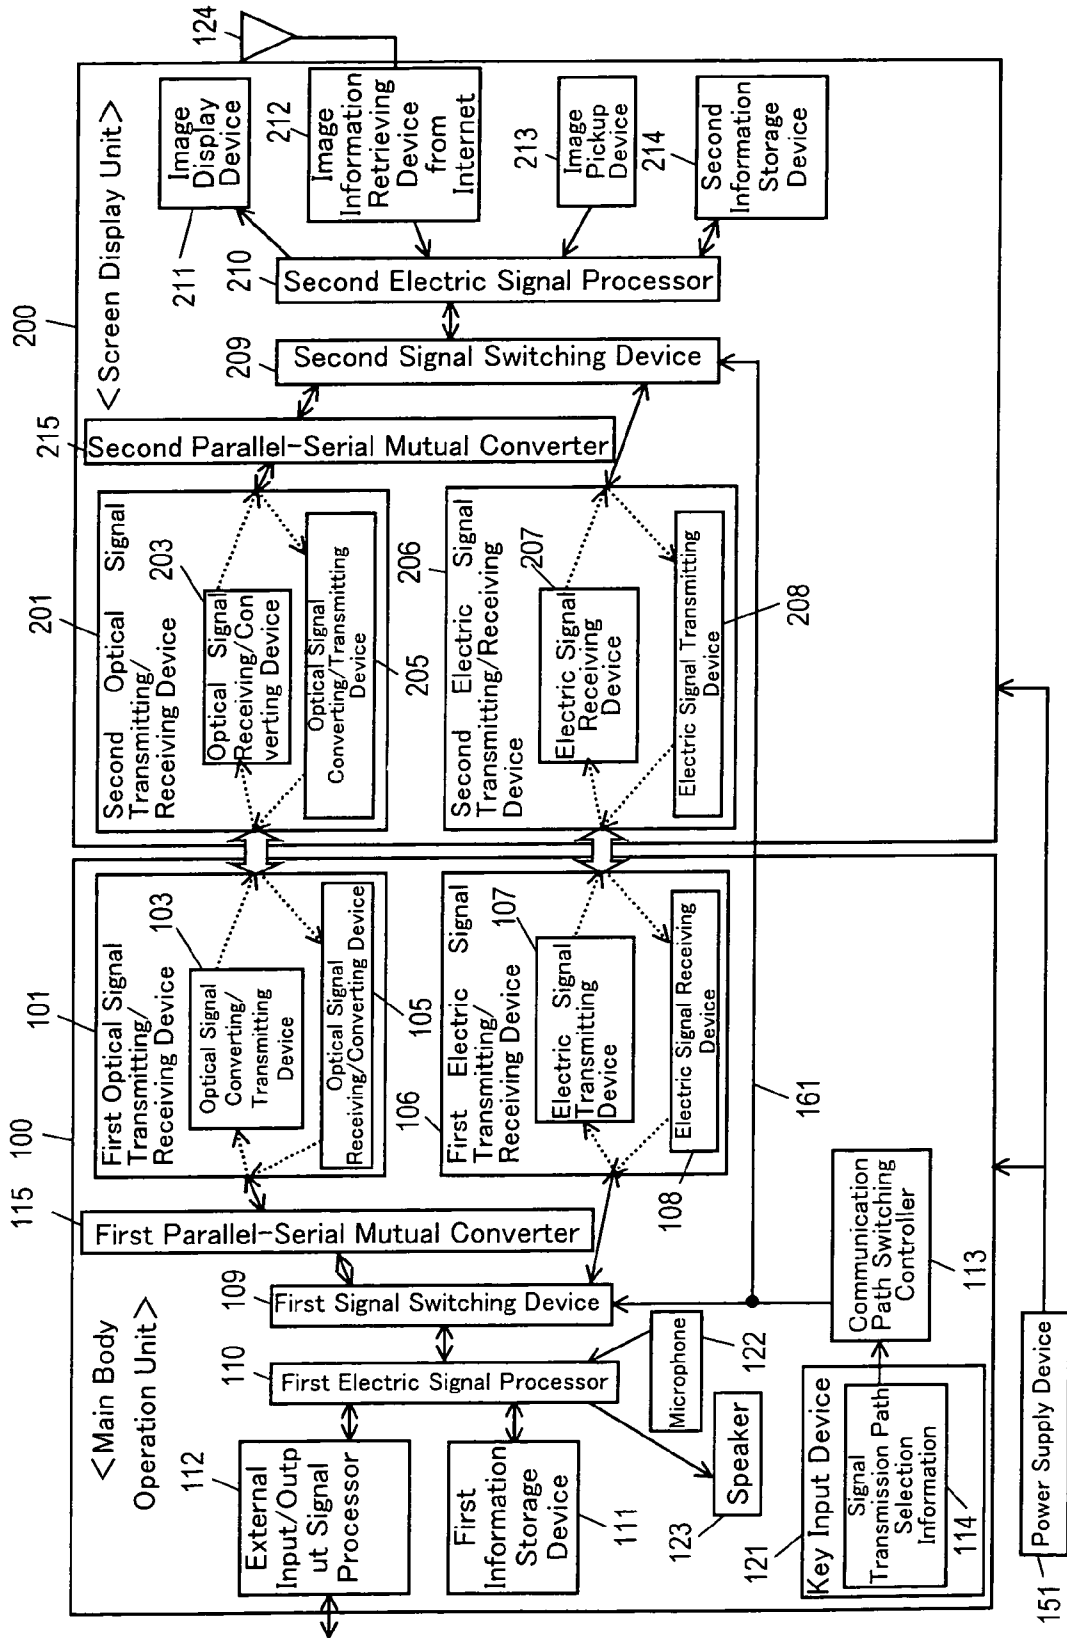 100
<Main Body
Operation Unit>
112
External
Input/Outp
ut Signal
Processor
First
Information
Storage
Device
111
110
First Electric Signal Processor
Microphone
122
Speaker
123
109
First Signal Switching Device
115
First Parallel-Serial Mutual Converter
101
First Optical Signal
Transmitting/
Receiving Device
103
Optical Signal
Converting/
Transmitting
Device
Optical Signal
Receiving/Converting Device
105
106
First Electric Signal
Transmitting/
Receiving Device
107
Electric Signal
Transmitting
Device
Electric Signal Receiving
Device
108
161
121
Key Input Device
Signal
Transmission Path
Selection
Information
114
Communication
Path Switching
Controller
113
151
Power Supply Device
200
<Screen Display Unit>
201
Second Optical Signal
Transmitting/
Receiving Device
203
Optical Signal
Receiving/Con
verting Device
Optical Signal
Converting/Transmitting
Device
205
206
Second Electric Signal
Transmitting/Receiving
Device
207
Electric Signal
Receiving
Device
Electric Signal Transmitting
Device
208
215
Second Parallel-Serial Mutual Converter
209
Second Signal Switching Device
210
Second Electric Signal Processor
211
Image
Display
Device
212
Image
Information
Retrieving
Device
from
Internet
124
213
Image
Pickup
Device
214
Second
Information
Storage
Device